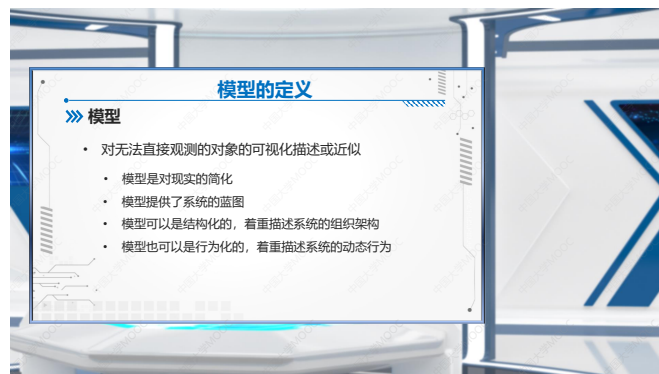 模型的定义
模型
• 对无法直接观测的对象的可视化描述或近似
• 模型是对现实的简化
• 模型提供了系统的蓝图
• 模型可以是结构化的，着重描述系统的组织架构
• 模型也可以是行为化的，着重描述系统的动态行为